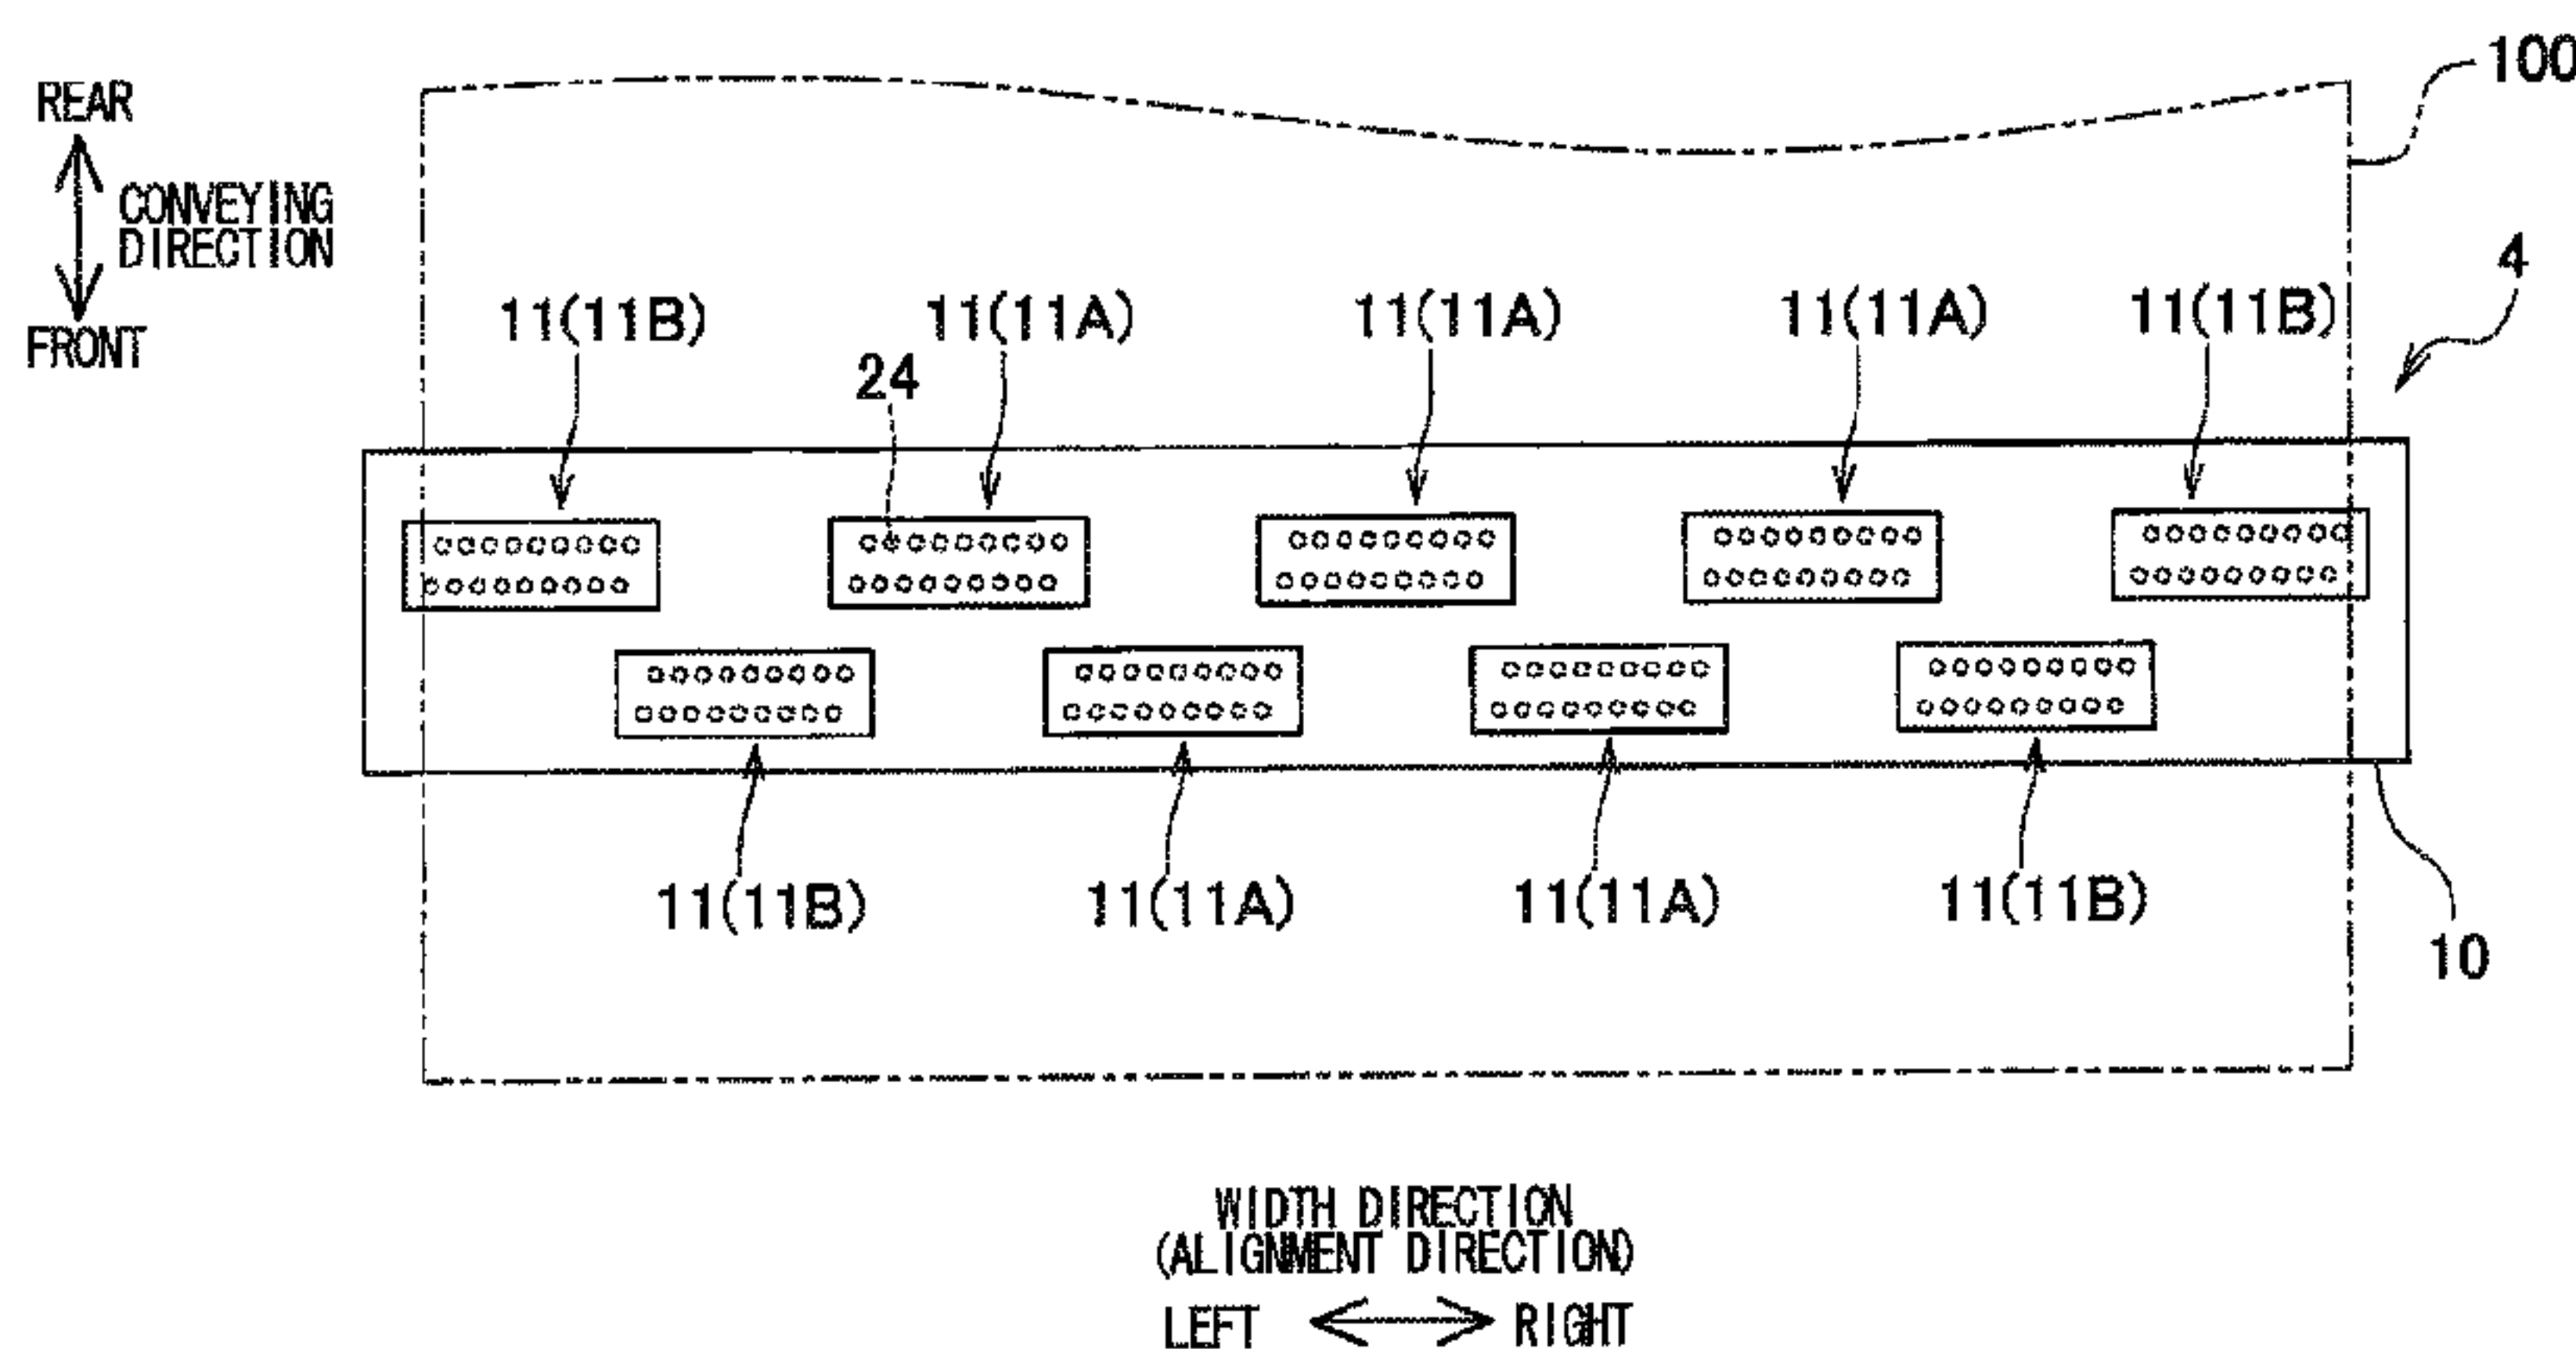 100
REAR
CONVEYING
DIRECTION
FRONT
4
11(11B)
11(11A)
11(11A)
11(11A)
11(11B)
24
11(11B)
11(11A)
11(11A)
11(11B)
10
WIDTH DIRECTION
(ALIGNMENT DIRECTION)
LEFT
RIGHT